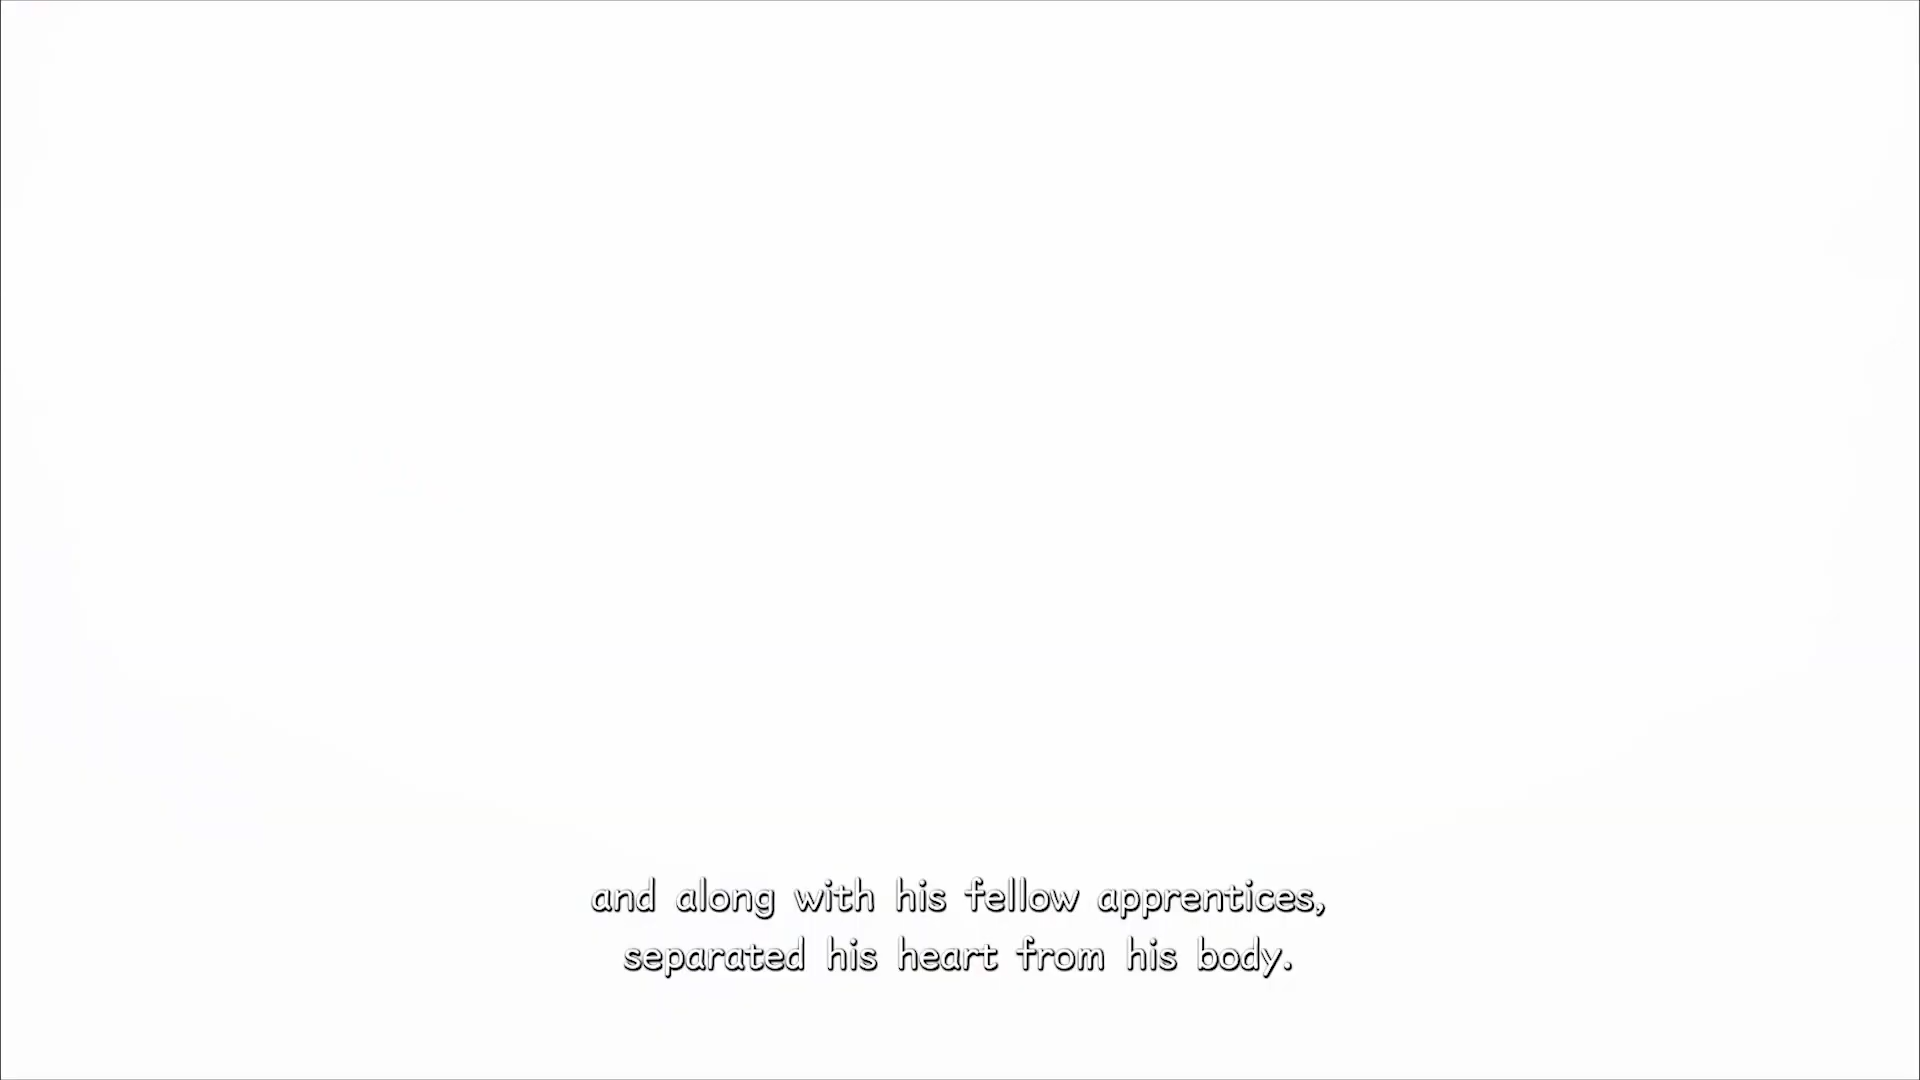 and along with his fellow apprentices,
separated his heart from his body.